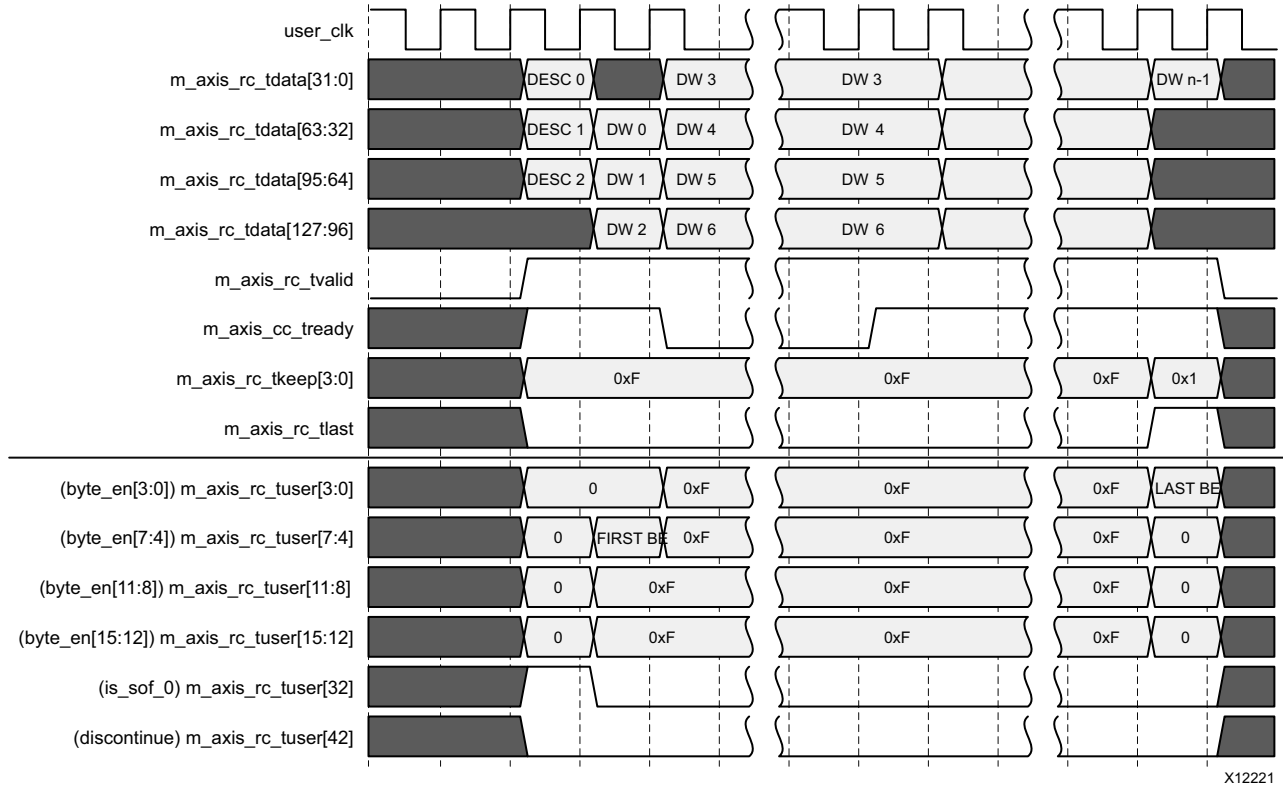 user_clk
m_axis_rc_tdata[31:0] DESC 0 DW 3 DW 3 DW n-1
m_axis_rc_tdata[63:32] DESC 1 DW 0 DW 4 DW 4
m_axis_rc_tdata[95:64] DESC 2 DW 1 DW 5 DW 5
m_axis_rc_tdata[127:96] DW 2 DW 6 DW 6
m_axis_rc_tvalid
m_axis_cc_tready
m_axis_rc_tkeep[3:0] 0xF 0xF 0xF 0x1
m_axis_rc_tlast
(byte_en[3:0]) m_axis_rc_tuser[3:0] 0 0xF 0xF 0xF LAST BE
(byte_en[7:4]) m_axis_rc_tuser[7:4] 0 FIRST BE 0xF 0xF 0xF 0
(byte_en[11:8]) m_axis_rc_tuser[11:8] 0 0xF 0xF 0xF 0
(byte_en[15:12]) m_axis_rc_tuser[15:12] 0 0xF 0xF 0xF 0
(is_sof_0) m_axis_rc_tuser[32]
(discontinue) m_axis_rc_tuser[42]
X12221